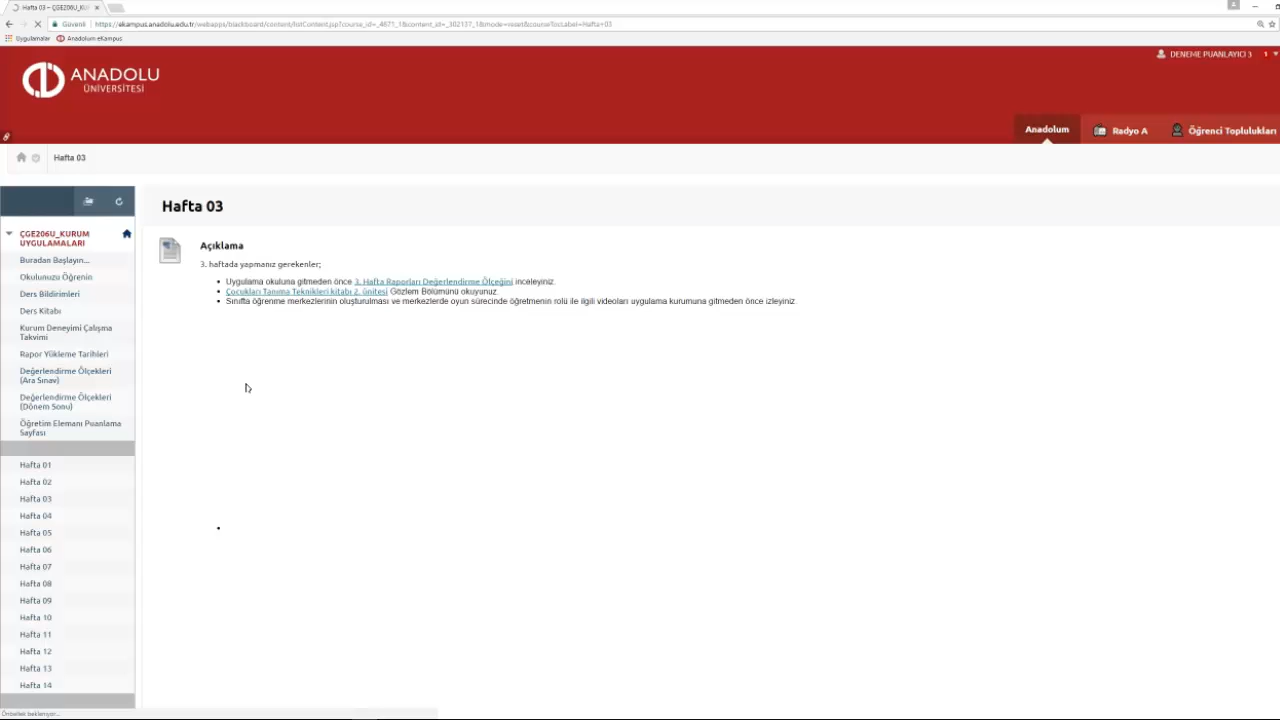 Hafta 03 – ÇGE206U_KU
Güvenli
https://ekampus.anadolu.edu.tr/webapps/blackboard/content/listContent.jsp?course_id=_4671_1&content_id=_302137_1&mode=reset&courseTocLabel=Hafta+03
Uygulamalar
Anadolum eKampus
DENEME PUANLAYICI 3
1
ANADOLU
ÜNİVERSİTESİ
Anadolum
Radyo A
Öğrenci Toplulukları
Hafta 03
Hafta 03
ÇGE206U_KURUM
UYGULAMALARI
Buradan Başlayın...
Okulunuzu Öğrenin
Ders Bildirimleri
Ders Kitabı
Kurum Deneyimi Çalışma
Takvimi
Rapor Yükleme Tarihleri
Değerlendirme Ölçekleri
(Ara Sınav)
Değerlendirme Ölçekleri
(Dönem Sonu)
Öğretim Elemanı Puanlama
Sayfası
Hafta 01
Hafta 02
Hafta 03
Hafta 04
Hafta 05
Hafta 06
Hafta 07
Hafta 08
Hafta 09
Hafta 10
Hafta 11
Hafta 12
Hafta 13
Hafta 14
Açıklama
3. haftada yapmanız gerekenler;
• Uygulama okuluna gitmeden önce 3. Hafta Raporları Değerlendirme Ölçeğini inceleyiniz.
• Çocukları Tanıma Teknikleri kitabı 2. ünitesi Gözlem Bölümünü okuyunuz.
• Sınıfta öğrenme merkezlerinin oluşturulması ve merkezlerde oyun sürecinde öğretmenin rolü ile ilgili videoları uygulama kurumuna gitmeden önce izleyiniz.
Önbellek bekleniyor...